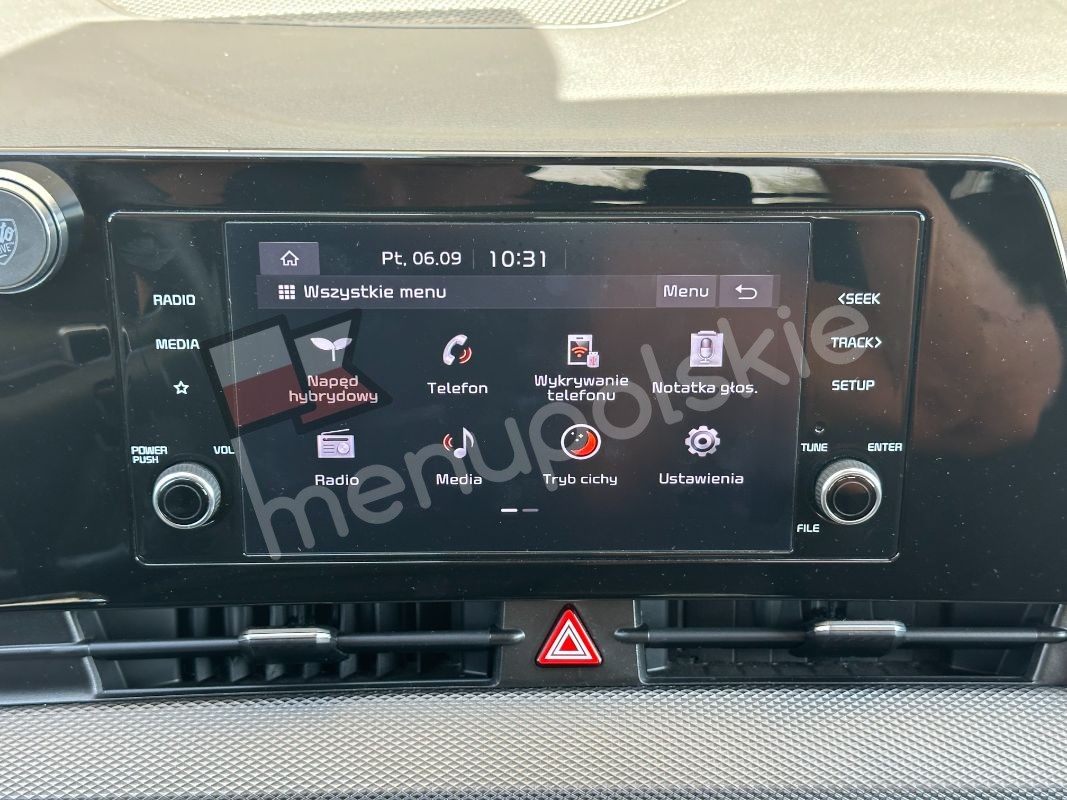 Pt. 06.09 10:31
Wszystkie menu Menu
RADIO
MEDIA
POWER
PUSH
VOL
Napęd
hybrydowy
Telefon
Wykrywanie
telefonu
Notatka głos.
Radio
Media
Tryb cichy
Ustawienia
<SEEK
TRACK>
SETUP
TUNE
ENTER
FILE
menupolskie